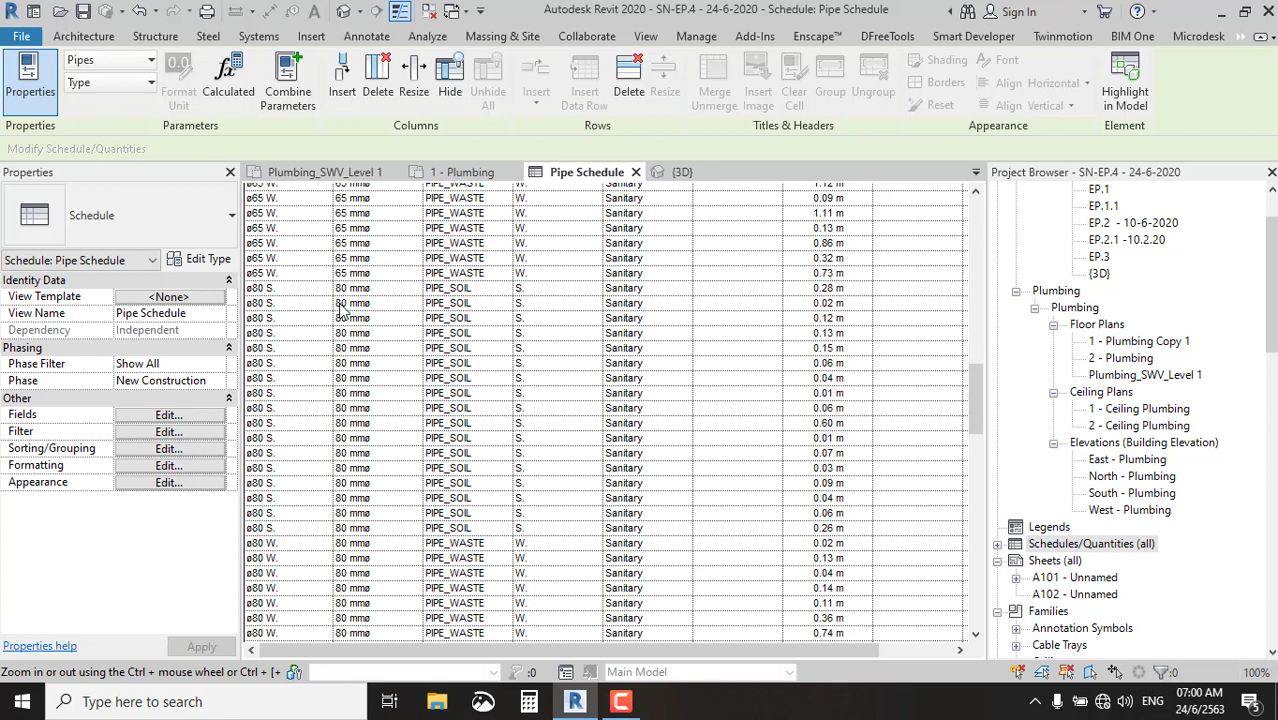 Autodesk Revit 2020 - SN-EP.4 - 24-6-2020 - Schedule: Pipe Schedule
Sign In
File Architecture Structure Steel Systems Insert Annotate Analyze Massing & Site Collaborate View Manage Add-Ins Enscape™ DFreeTools Smart Developer Twinmotion BIM One Microdesk
Pipes
Type
Properties
Format Unit
Calculated
Combine Parameters
Insert Delete Resize Hide Unhide All
Insert Insert Data Row Delete Resize
Merge Unmerge Insert Image Clear Cell Group Ungroup
Shading Font
Borders Align Horizontal
Reset Align Vertical
Highlight in Model
Properties Parameters Columns Rows Titles & Headers Appearance Element
Modify Schedule/Quantities
Properties
Schedule
Schedule: Pipe Schedule Edit Type
Identity Data
View Template <None>
View Name Pipe Schedule
Dependency Independent
Phasing
Phase Filter Show All
Phase New Construction
Other
Fields Edit...
Filter Edit...
Sorting/Grouping Edit...
Formatting Edit...
Appearance Edit...
Properties help Apply
Plumbing_SWV_Level 1 1 - Plumbing Pipe Schedule {3D}
ø65 W. 65 mmø PIPE_WASTE W. Sanitary 1.12 m
ø65 W. 65 mmø PIPE_WASTE W. Sanitary 0.09 m
ø65 W. 65 mmø PIPE_WASTE W. Sanitary 1.11 m
ø65 W. 65 mmø PIPE_WASTE W. Sanitary 0.13 m
ø65 W. 65 mmø PIPE_WASTE W. Sanitary 0.86 m
ø65 W. 65 mmø PIPE_WASTE W. Sanitary 0.32 m
ø65 W. 65 mmø PIPE_WASTE W. Sanitary 0.73 m
ø80 S. 80 mmø PIPE_SOIL S. Sanitary 0.28 m
ø80 S. 80 mmø PIPE_SOIL S. Sanitary 0.02 m
ø80 S. 80 mmø PIPE_SOIL S. Sanitary 0.12 m
ø80 S. 80 mmø PIPE_SOIL S. Sanitary 0.13 m
ø80 S. 80 mmø PIPE_SOIL S. Sanitary 0.15 m
ø80 S. 80 mmø PIPE_SOIL S. Sanitary 0.06 m
ø80 S. 80 mmø PIPE_SOIL S. Sanitary 0.04 m
ø80 S. 80 mmø PIPE_SOIL S. Sanitary 0.01 m
ø80 S. 80 mmø PIPE_SOIL S. Sanitary 0.06 m
ø80 S. 80 mmø PIPE_SOIL S. Sanitary 0.60 m
ø80 S. 80 mmø PIPE_SOIL S. Sanitary 0.01 m
ø80 S. 80 mmø PIPE_SOIL S. Sanitary 0.07 m
ø80 S. 80 mmø PIPE_SOIL S. Sanitary 0.03 m
ø80 S. 80 mmø PIPE_SOIL S. Sanitary 0.09 m
ø80 S. 80 mmø PIPE_SOIL S. Sanitary 0.04 m
ø80 S. 80 mmø PIPE_SOIL S. Sanitary 0.06 m
ø80 S. 80 mmø PIPE_SOIL S. Sanitary 0.26 m
ø80 W. 80 mmø PIPE_WASTE W. Sanitary 0.02 m
ø80 W. 80 mmø PIPE_WASTE W. Sanitary 0.13 m
ø80 W. 80 mmø PIPE_WASTE W. Sanitary 0.04 m
ø80 W. 80 mmø PIPE_WASTE W. Sanitary 0.14 m
ø80 W. 80 mmø PIPE_WASTE W. Sanitary 0.11 m
ø80 W. 80 mmø PIPE_WASTE W. Sanitary 0.36 m
ø80 W. 80 mmø PIPE_WASTE W. Sanitary 0.74 m
Project Browser - SN-EP.4 - 24-6-2020
EP.1
EP.1.1
EP.2 - 10-6-2020
EP.2.1 -10.2.20
EP.3
{3D}
Plumbing
Plumbing
Floor Plans
1 - Plumbing Copy 1
2 - Plumbing
Plumbing_SWV_Level 1
Ceiling Plans
1 - Ceiling Plumbing
2 - Ceiling Plumbing
Elevations (Building Elevation)
East - Plumbing
North - Plumbing
South - Plumbing
West - Plumbing
Legends
Schedules/Quantities (all)
Sheets (all)
A101 - Unnamed
A102 - Unnamed
Families
Annotation Symbols
Cable Trays
Zoom in or out using the Ctrl + mouse wheel or Ctrl + [+ :0 Main Model :0 100%
Type here to search
ENG
07:00 AM
24/6/2563
5